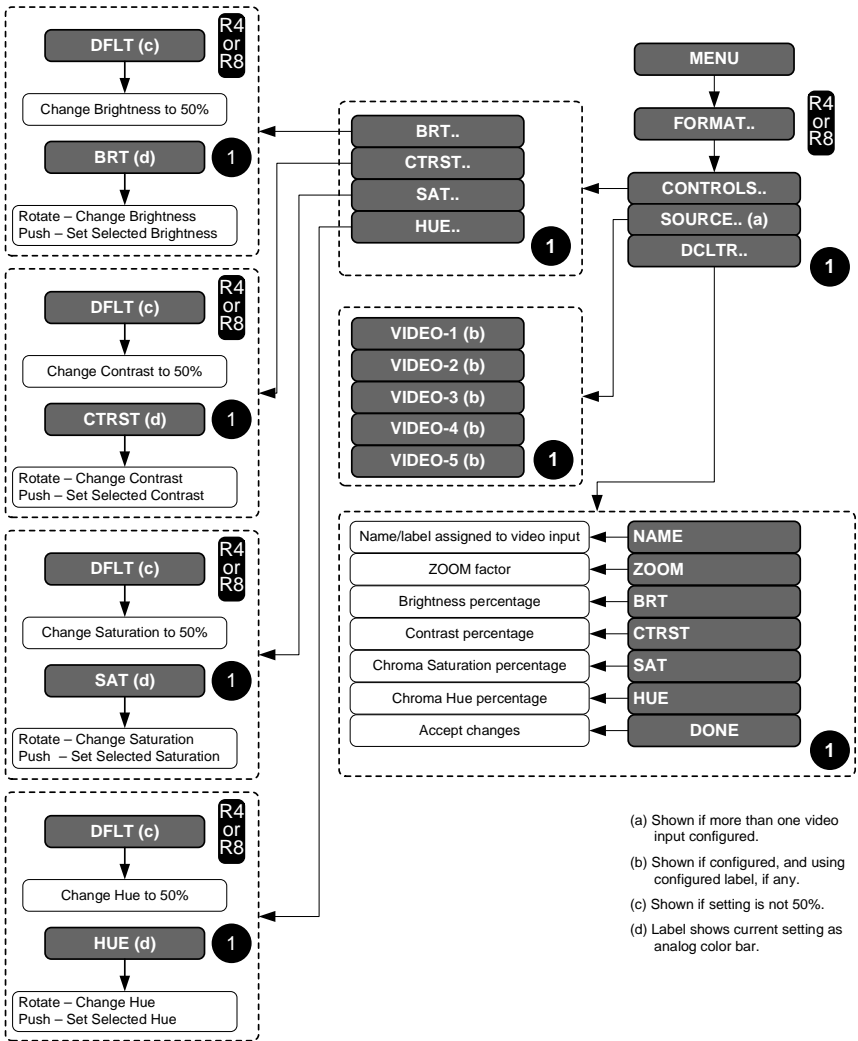 DFLT (c)
R4
or
R8
Change Brightness to 50%
BRT (d)
1
Rotate – Change Brightness
Push – Set Selected Brightness
DFLT (c)
R4
or
R8
Change Contrast to 50%
CTRST (d)
1
Rotate – Change Contrast
Push – Set Selected Contrast
DFLT (c)
R4
or
R8
Change Saturation to 50%
SAT (d)
1
Rotate – Change Saturation
Push – Set Selected Saturation
DFLT (c)
R4
or
R8
Change Hue to 50%
HUE (d)
1
Rotate – Change Hue
Push – Set Selected Hue
BRT..
CTRST..
SAT..
HUE..
1
MENU
FORMAT..
R4
or
R8
CONTROLS..
SOURCE.. (a)
DCLTR..
1
VIDEO-1 (b)
VIDEO-2 (b)
VIDEO-3 (b)
VIDEO-4 (b)
VIDEO-5 (b)
1
Name/label assigned to video input NAME
ZOOM factor ZOOM
Brightness percentage BRT
Contrast percentage CTRST
Chroma Saturation percentage SAT
Chroma Hue percentage HUE
Accept changes DONE
1
(a) Shown if more than one video
input configured.
(b) Shown if configured, and using
configured label, if any.
(c) Shown if setting is not 50%.
(d) Label shows current setting as
analog color bar.